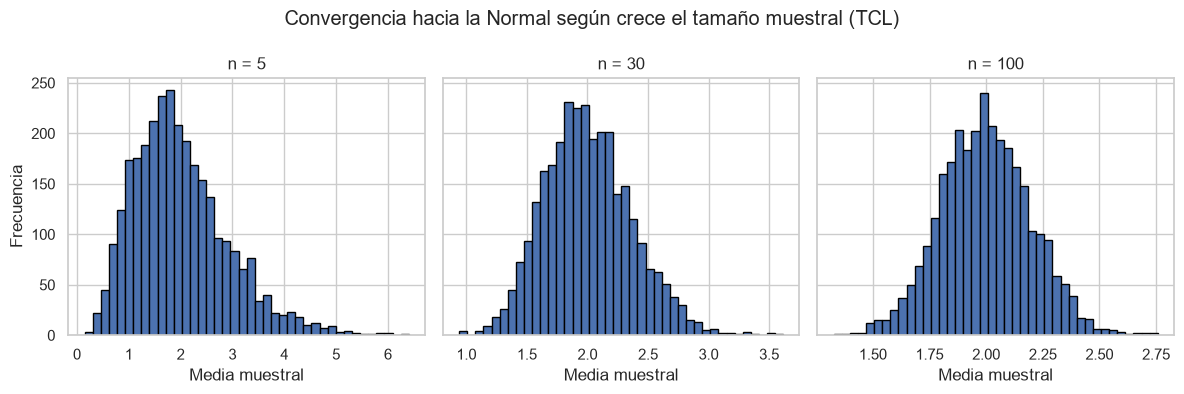 Convergencia hacia la Normal según crece el tamaño muestral (TCL)
n = 5
n = 30
n = 100
250
200
150
100
50
0
Frecuencia
0 1 2 3 4 5 6
1.0 1.5 2.0 2.5 3.0 3.5
1.50 1.75 2.00 2.25 2.50 2.75
Media muestral
Media muestral
Media muestral